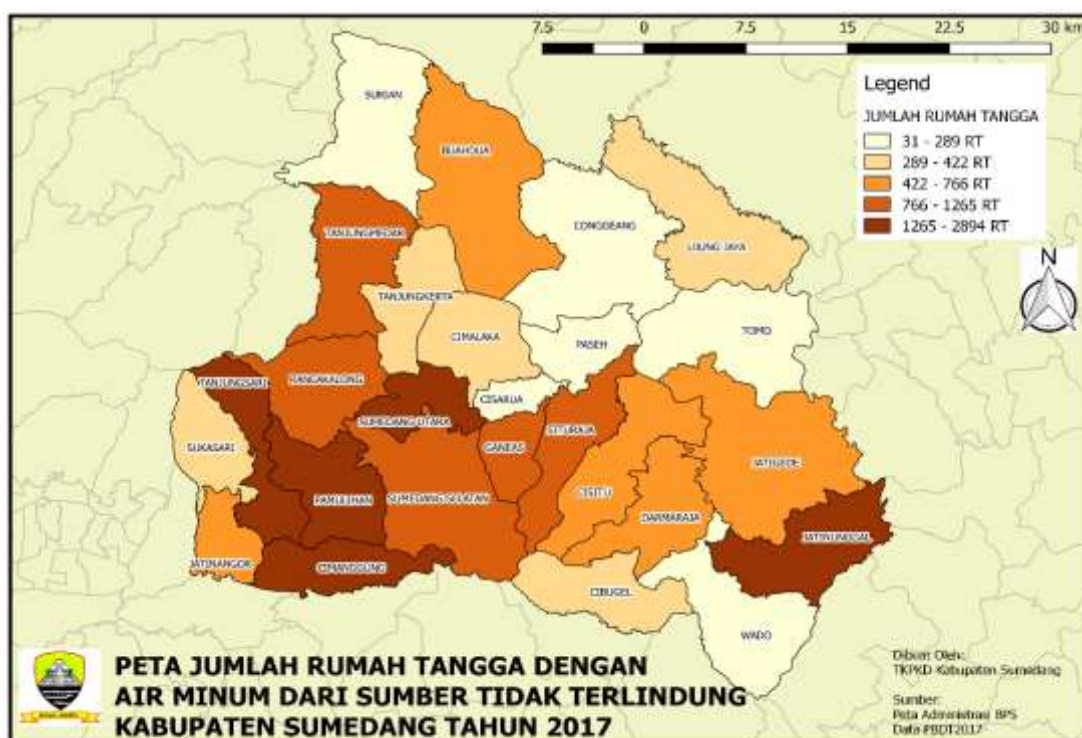 7.5 0 7.5 15 22.5 30 km
Legend
JUMLAH RUMAH TANGGA
31 - 289 RT
289 - 422 RT
422 - 766 RT
766 - 1265 RT
1265 - 2894 RT
N
SURIAN
BUAHDUA
CONGGEANG
UJUNG JAYA
TANJUNGMEDAR
TANJUNGKERTA
CIMALAKA
PASEH
TOMO
TANJUNGSARI
RANCAKALONG
CISARUA
SUMEDANG UTARA
SITURAJA
SUKASARI
GANEAS
JATIGEDE
PAMULIHAN
SUMEDANG SELATAN
CISITU
DARMARAJA
JATINUNGGAL
JATINANGOR
CIMANGGUNG
CIBUGEL
WADO
PETA JUMLAH RUMAH TANGGA DENGAN
AIR MINUM DARI SUMBER TIDAK TERLINDUNG
KABUPATEN SUMEDANG TAHUN 2017
Dibuat Oleh:
TKPKD Kabupaten Sumedang
Sumber:
Peta Administrasi BPS
Data PBDT2017